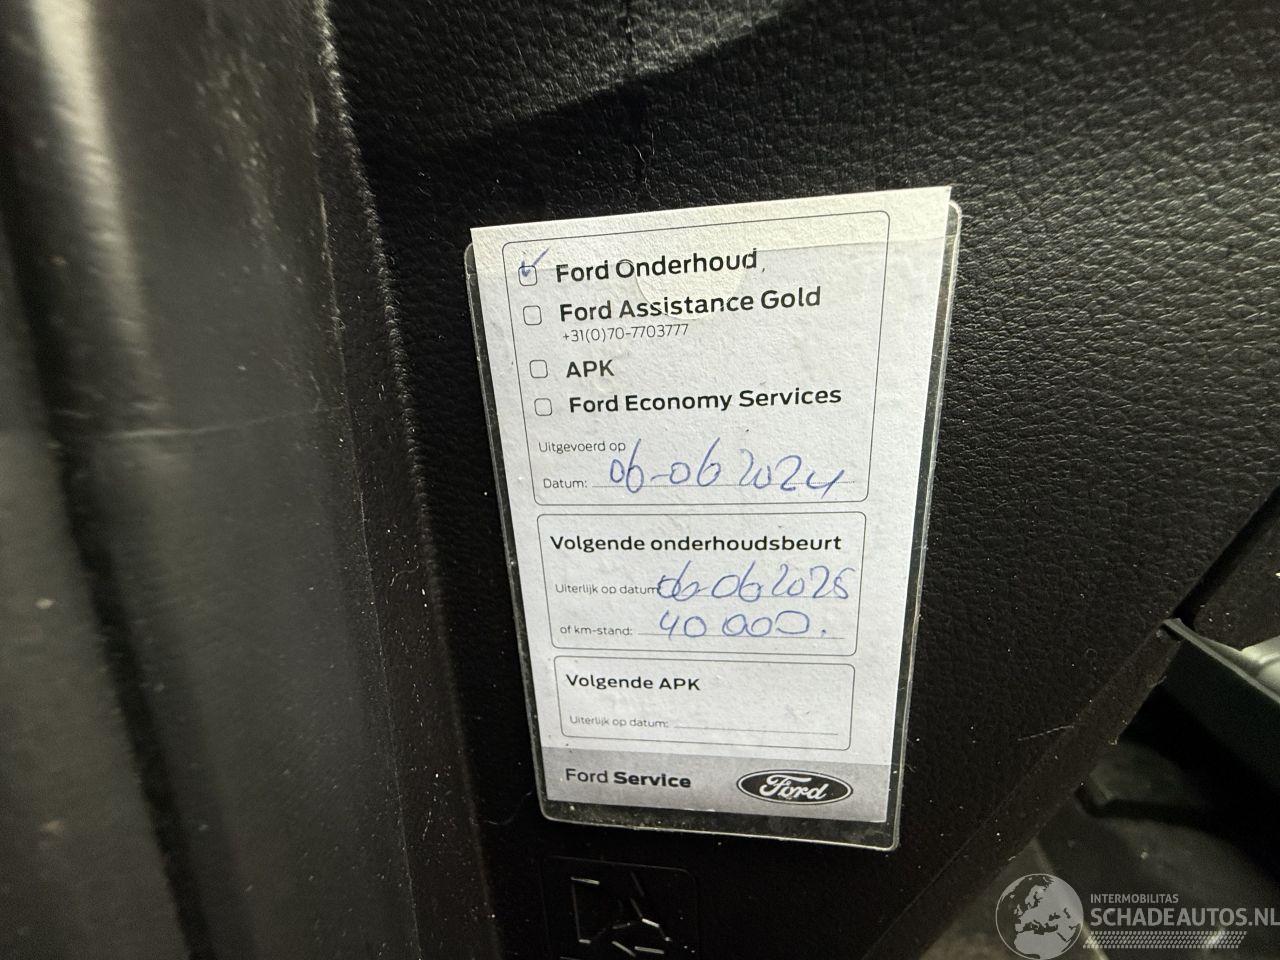 Ford Onderhoud
Ford Assistance Gold
+31(0)70-7703777
APK
Ford Economy Services
Uitgevoerd op
Datum: 06-06 2024
Volgende onderhoudsbeurt
Uiterlijk op datum: 06-06 2025
of km-stand: 40 000.
Volgende APK
Uiterlijk op datum:
Ford Service
Ford
INTERMOBILITAS
SCHADEAUTOS.NL